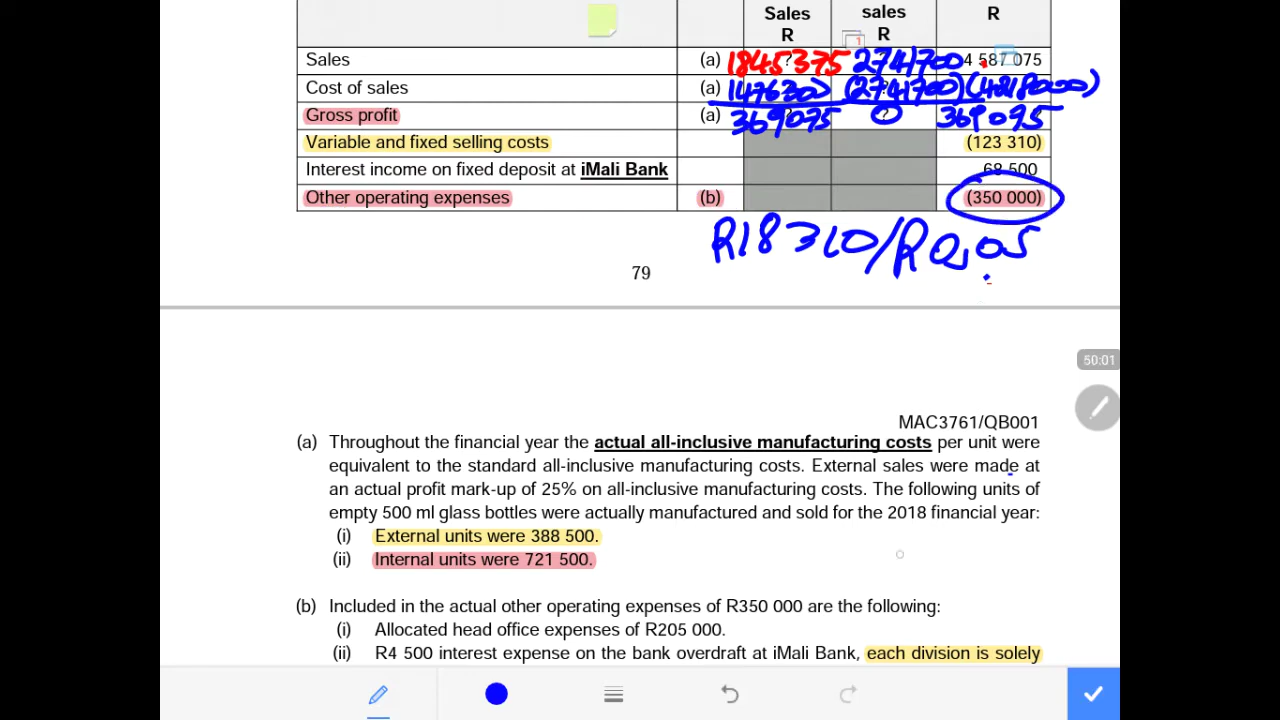 Sales sales R
R R
Sales (a) 1845375 ? 2741700 4 587 075
Cost of sales (a) 1476300) (2741700) (4218000)
Gross profit (a) 369075 0 ? 369075
Variable and fixed selling costs (123 310)
Interest income on fixed deposit at iMali Bank 68 500
Other operating expenses (b) (350 000)
R18310/R0,05
79
50:01
MAC3761/QB001
(a) Throughout the financial year the actual all-inclusive manufacturing costs per unit were
equivalent to the standard all-inclusive manufacturing costs. External sales were made at
an actual profit mark-up of 25% on all-inclusive manufacturing costs. The following units of
empty 500 ml glass bottles were actually manufactured and sold for the 2018 financial year:
(i) External units were 388 500.
(ii) Internal units were 721 500.
(b) Included in the actual other operating expenses of R350 000 are the following:
(i) Allocated head office expenses of R205 000.
(ii) R4 500 interest expense on the bank overdraft at iMali Bank, each division is solely